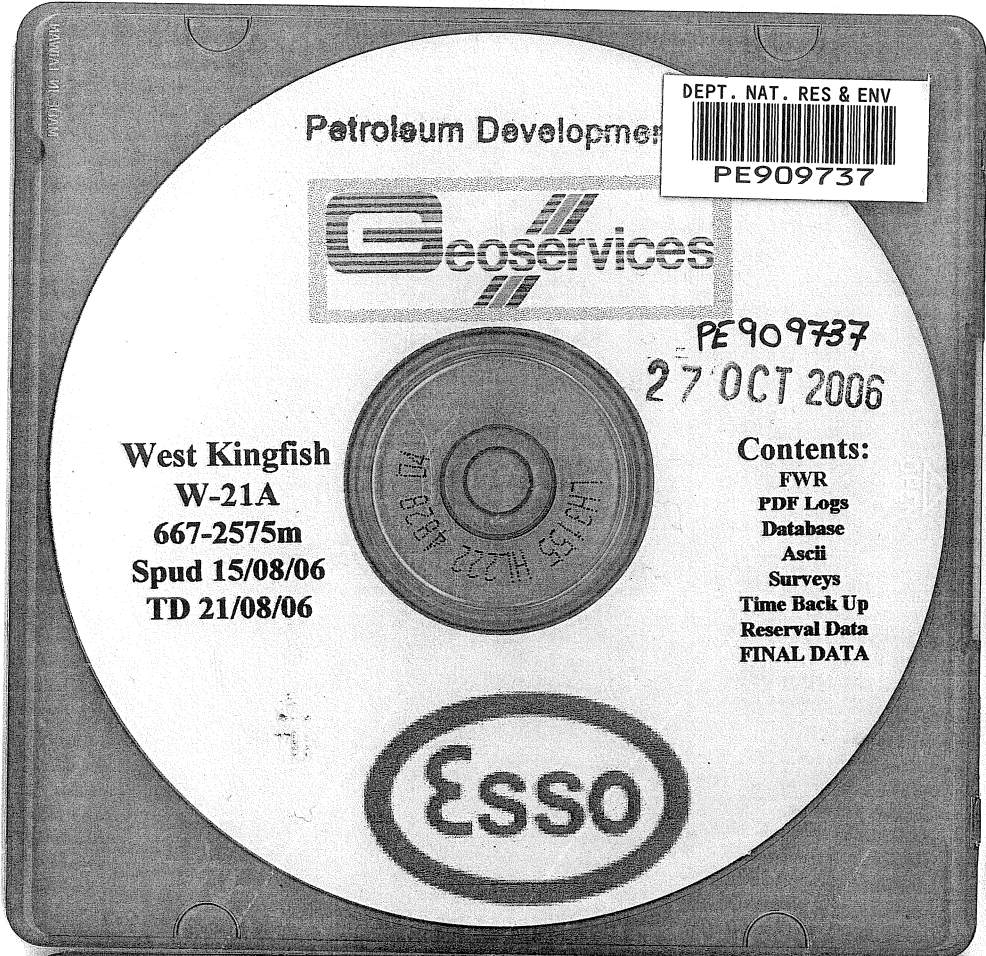 DEPT. NAT. RES & ENV
PE909737
Petroleum Developmen
Geoservices
PE909737
27 OCT 2006
West Kingfish
W-21A
667-2575m
Spud 15/08/06
TD 21/08/06
Contents:
FWR
PDF Logs
Database
Ascii
Surveys
Time Back Up
Reserval Data
FINAL DATA
Esso